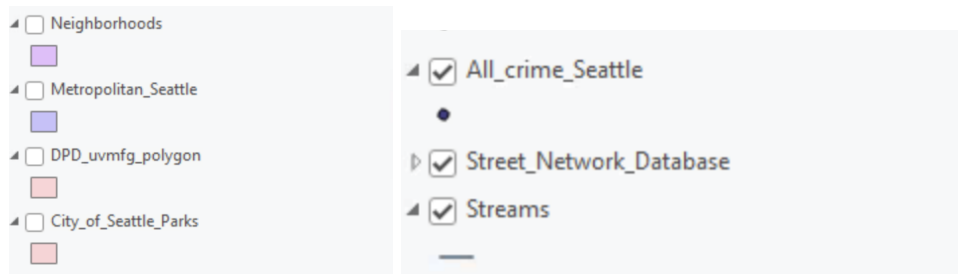 Neighborhoods
Metropolitan_Seattle
DPD_uvmfg_polygon
City_of_Seattle_Parks
All_crime_Seattle
Street_Network_Database
Streams